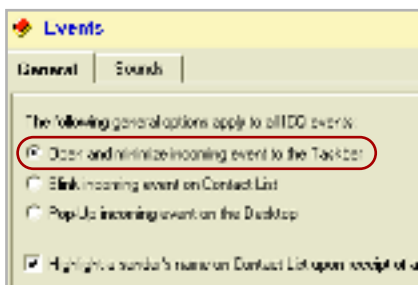 Events
General Sounds
The following general options apply to all ICQ events:
Open and minimize incoming event to the Taskbar
Blink incoming event on Contact List
Pop-Up incoming event on the Desktop
Highlight a sender's name on Contact List upon receipt of a